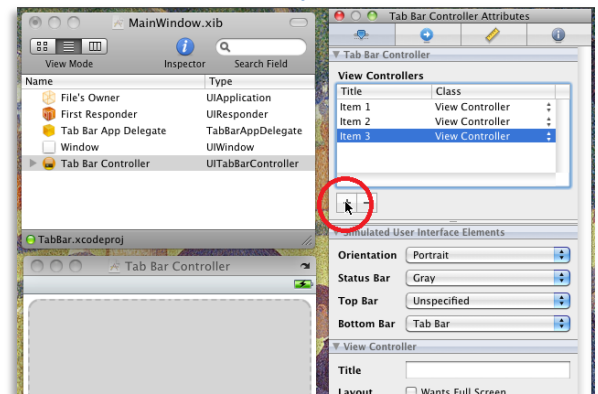 MainWindow.xib
View Mode
Inspector
Search Field
Name
Type
File's Owner
UIApplication
First Responder
UIResponder
Tab Bar App Delegate
TabBarAppDelegate
Window
UIWindow
Tab Bar Controller
UITabBarController
TabBar.xcodeproj
Tab Bar Controller
Tab Bar Controller Attributes
Tab Bar Controller
View Controllers
Title
Class
Item 1
View Controller
Item 2
View Controller
Item 3
View Controller
Simulated User Interface Elements
Orientation
Portrait
Status Bar
Gray
Top Bar
Unspecified
Bottom Bar
Tab Bar
View Controller
Title
Layout
Wants Full Screen